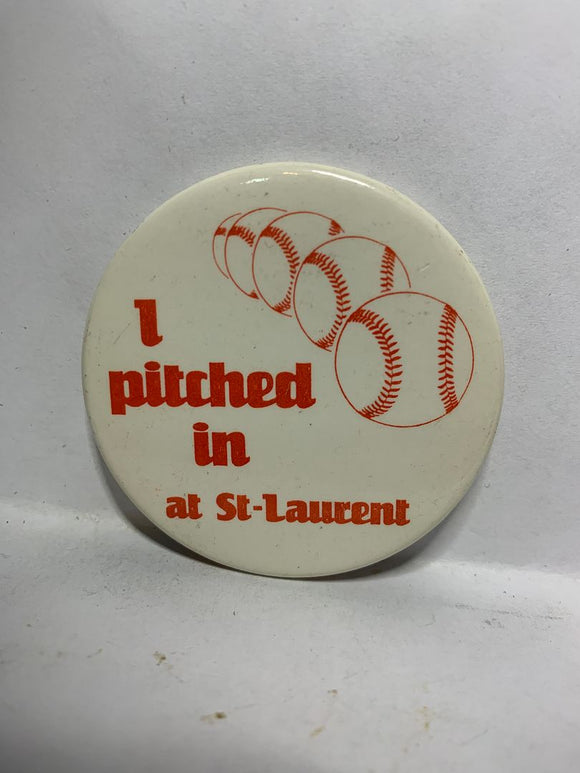 I
pitched
in
at St-Laurent